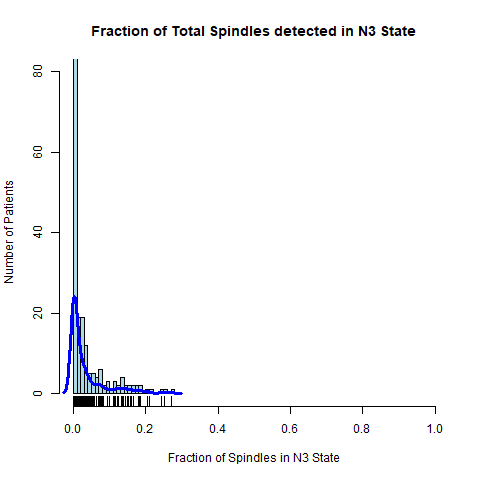 Fraction of Total Spindles detected in N3 State
Number of Patients
80
60
40
20
0
0.0 0.2 0.4 0.6 0.8 1.0
Fraction of Spindles in N3 State